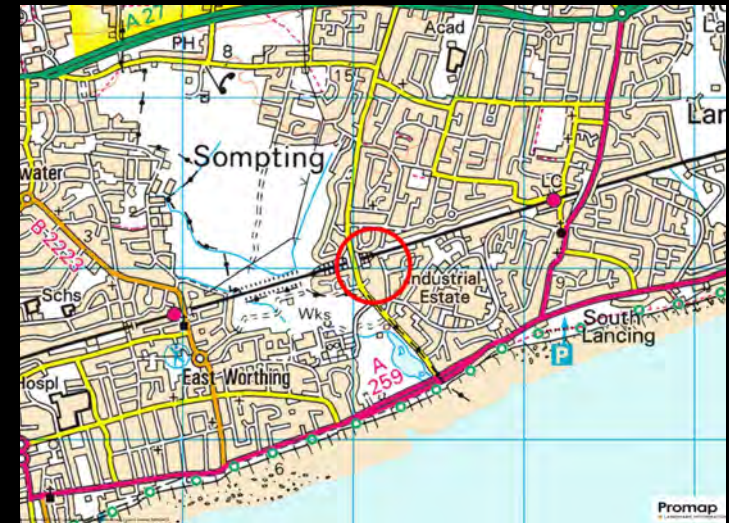 A 27
PH
8
Acad
15
Sompting
Lan
water
LC
B 2223
3
Schs
Industrial
Estate
9
Wks
South
Lancing
P
Hospl
East Worthing
A
259
6
Promap